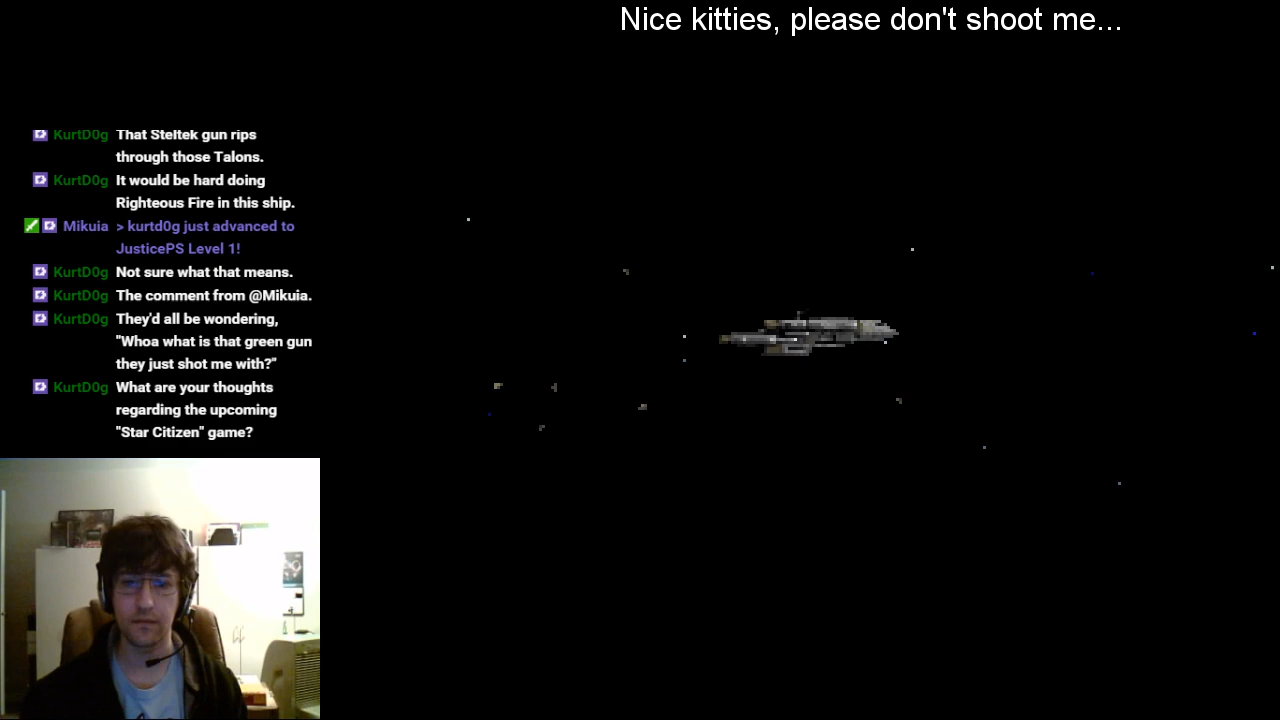 Nice kitties, please don't shoot me...
KurtD0g That Steltek gun rips
through those Talons.
KurtD0g It would be hard doing
Righteous Fire in this ship.
Mikuia > kurtd0g just advanced to
JusticePS Level 1!
KurtD0g Not sure what that means.
KurtD0g The comment from @Mikuia.
KurtD0g They'd all be wondering,
"Whoa what is that green gun
they just shot me with?"
KurtD0g What are your thoughts
regarding the upcoming
"Star Citizen" game?